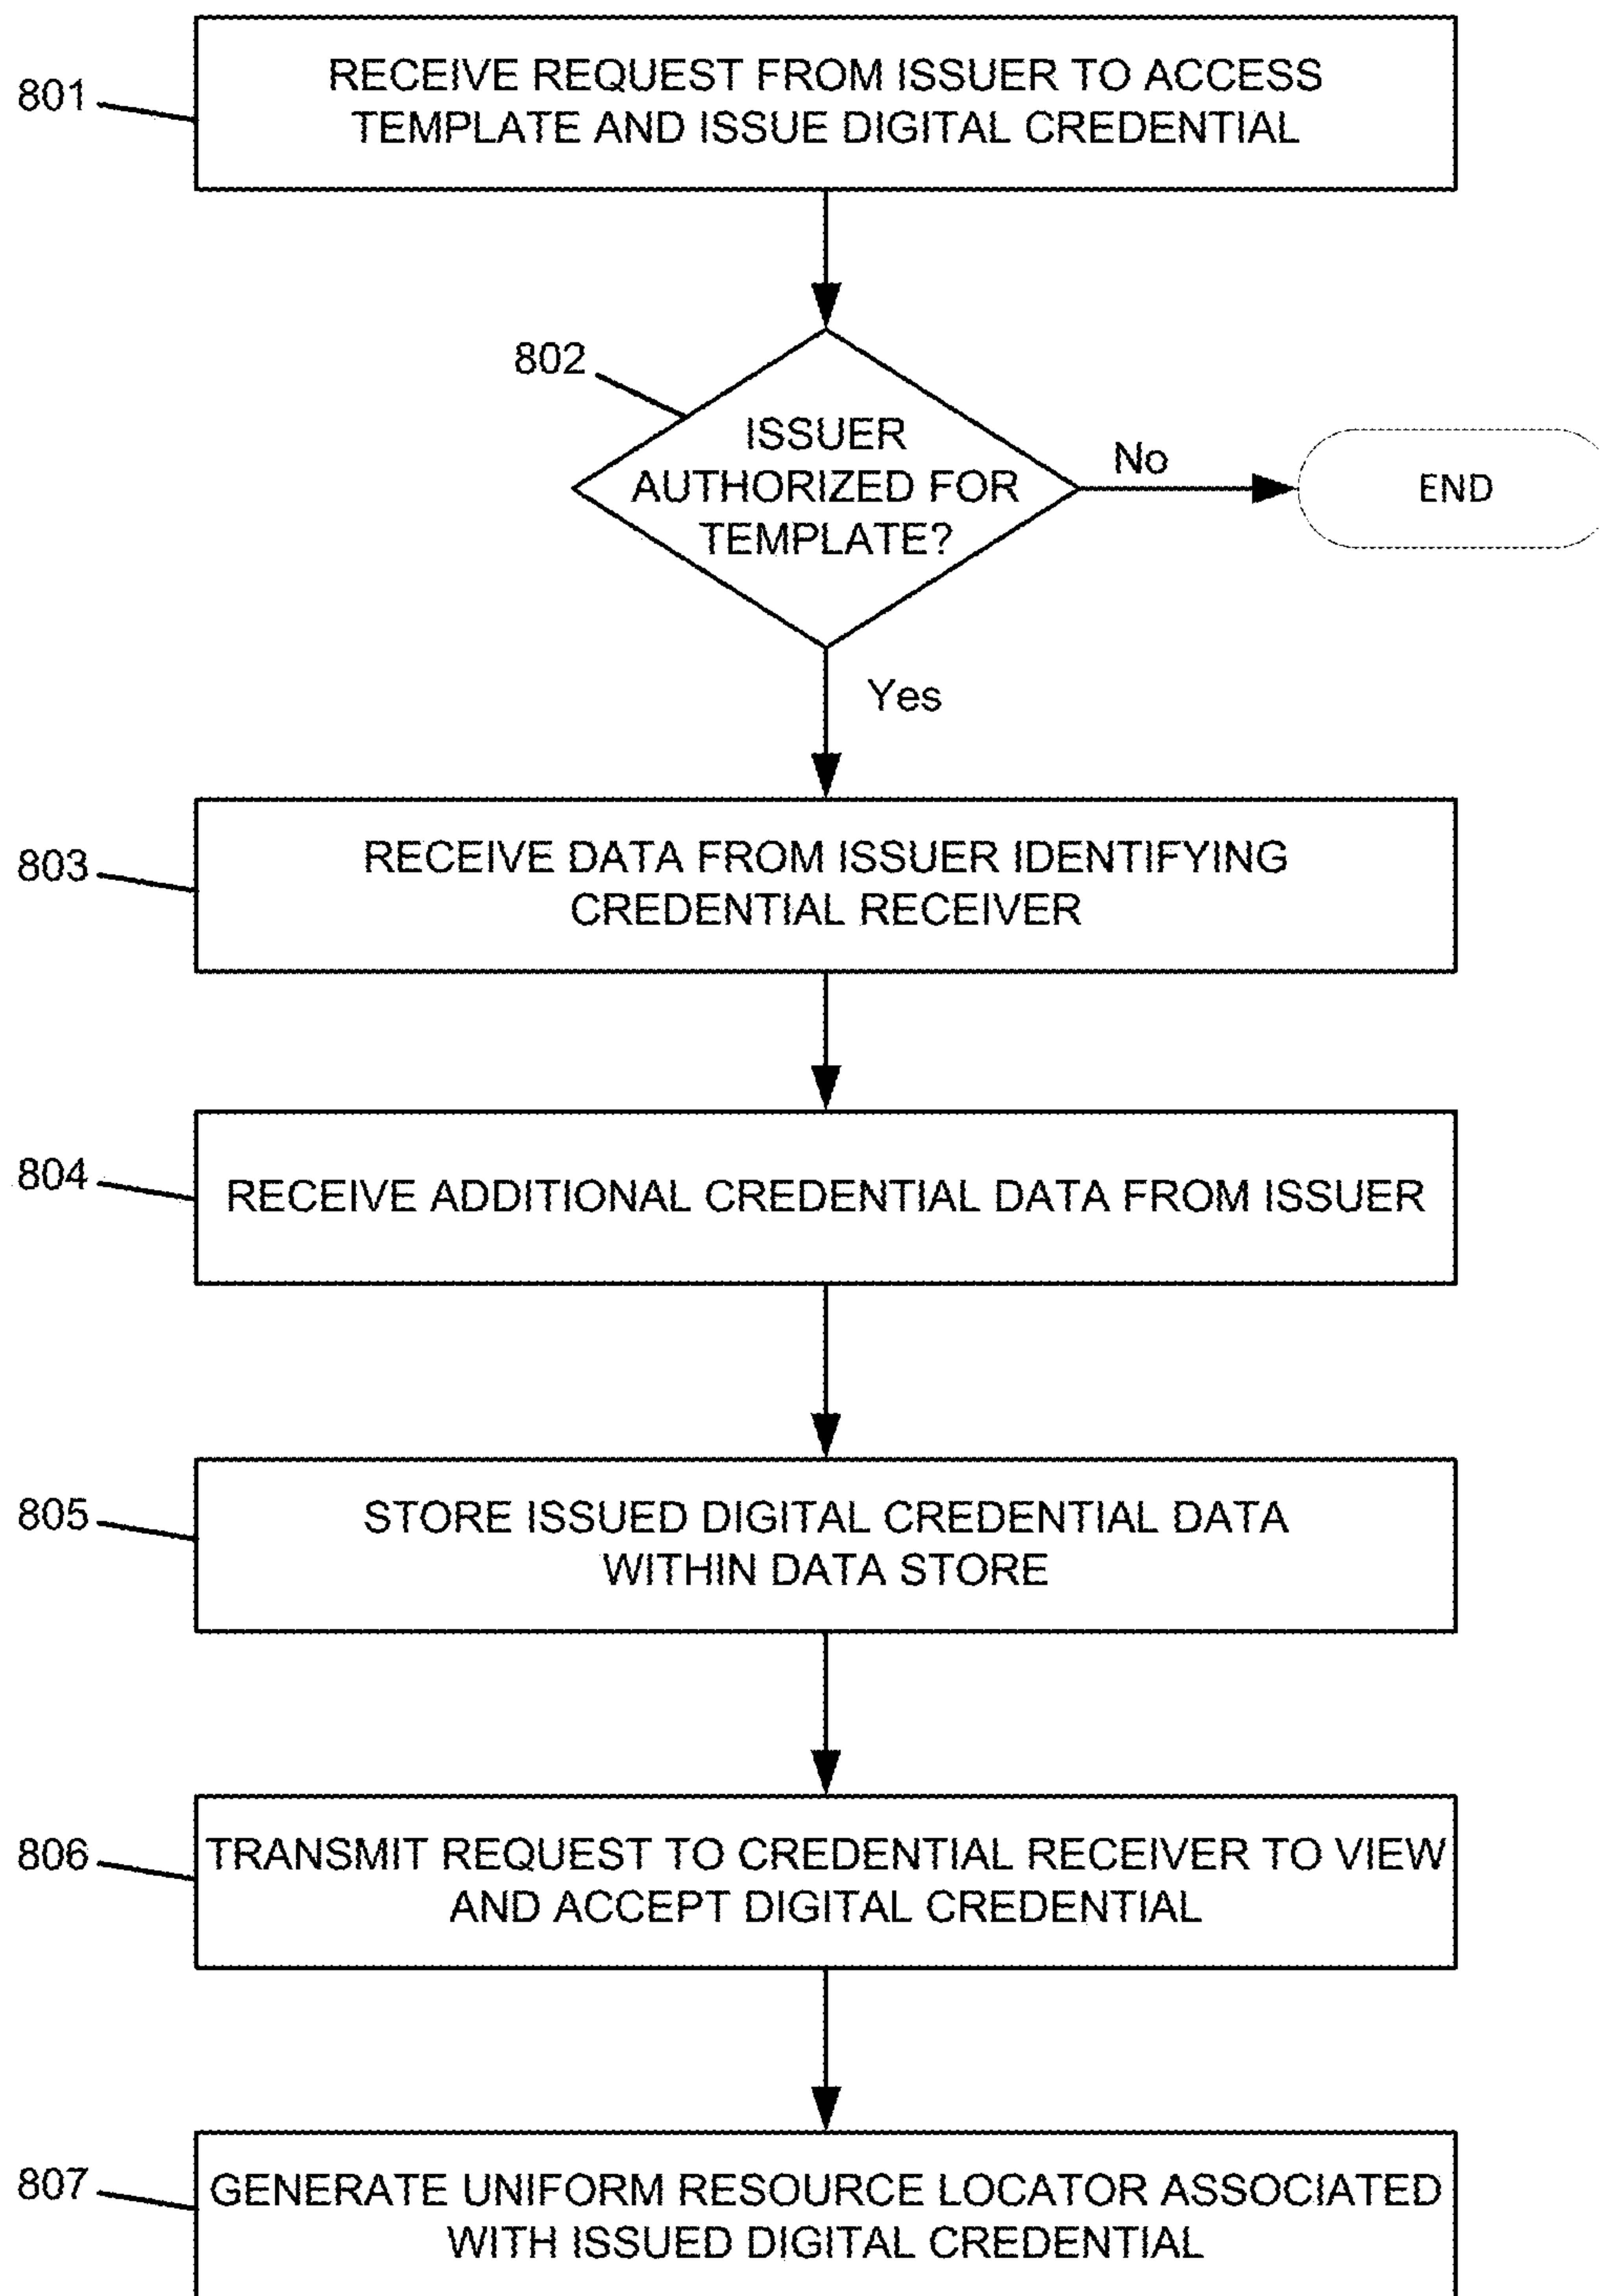 801
RECEIVE REQUEST FROM ISSUER TO ACCESS
TEMPLATE AND ISSUE DIGITAL CREDENTIAL
802
ISSUER
AUTHORIZED FOR
TEMPLATE?
No
END
Yes
803
RECEIVE DATA FROM ISSUER IDENTIFYING
CREDENTIAL RECEIVER
804
RECEIVE ADDITIONAL CREDENTIAL DATA FROM ISSUER
805
STORE ISSUED DIGITAL CREDENTIAL DATA
WITHIN DATA STORE
806
TRANSMIT REQUEST TO CREDENTIAL RECEIVER TO VIEW
AND ACCEPT DIGITAL CREDENTIAL
807
GENERATE UNIFORM RESOURCE LOCATOR ASSOCIATED
WITH ISSUED DIGITAL CREDENTIAL